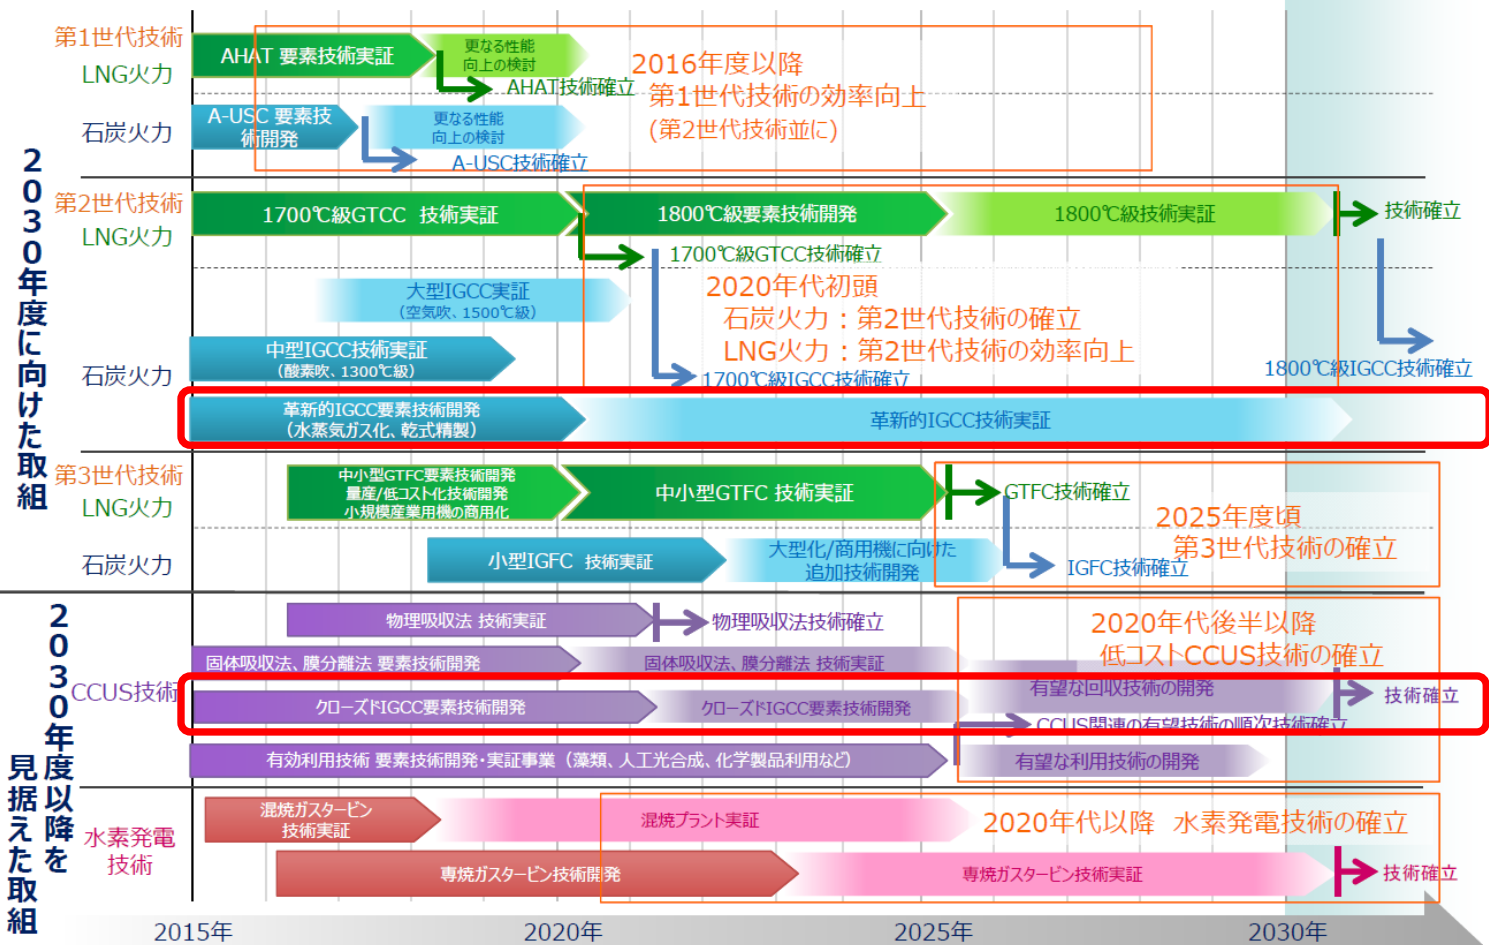 2030年度に向けた取組
第1世代技術
LNG火力
AHAT 要素技術実証
更なる性能
向上の検討
AHAT技術確立
2016年度以降
第1世代技術の効率向上
(第2世代技術並に)
石炭火力
A-USC 要素技
術開発
更なる性能
向上の検討
A-USC技術確立
第2世代技術
LNG火力
1700℃級GTCC 技術実証
1800℃級要素技術開発
1800℃級技術実証
技術確立
1700℃級GTCC技術確立
大型IGCC実証
(空気吹、1500℃級)
2020年代初頭
石炭火力：第2世代技術の確立
LNG火力：第2世代技術の効率向上
石炭火力
中型IGCC技術実証
(酸素吹、1300℃級)
1700℃級IGCC技術確立
1800℃級IGCC技術確立
革新的IGCC要素技術開発
(水蒸気ガス化、乾式精製)
革新的IGCC技術実証
第3世代技術
LNG火力
中小型GTFC要素技術開発
量産/低コスト化技術開発
小規模産業用機の商用化
中小型GTFC 技術実証
GTFC技術確立
2025年度頃
第3世代技術の確立
石炭火力
小型IGFC 技術実証
大型化/商用機に向けた
追加技術開発
IGFC技術確立
2030年度以降を
見据えた取組
CCUS技術
物理吸収法 技術実証
物理吸収法技術確立
2020年代後半以降
低コストCCUS技術の確立
固体吸収法、膜分離法 要素技術開発
固体吸収法、膜分離法 技術実証
有望な回収技術の開発
技術確立
クローズドIGCC要素技術開発
クローズドIGCC要素技術開発
CCUS関連の有望技術の順次技術確立
有効利用技術 要素技術開発・実証事業（藻類、人工光合成、化学製品利用など）
有望な利用技術の開発
水素発電
技術
混焼ガスタービン
技術実証
混焼プラント実証
2020年代以降 水素発電技術の確立
専焼ガスタービン技術開発
専焼ガスタービン技術実証
技術確立
2015年
2020年
2025年
2030年